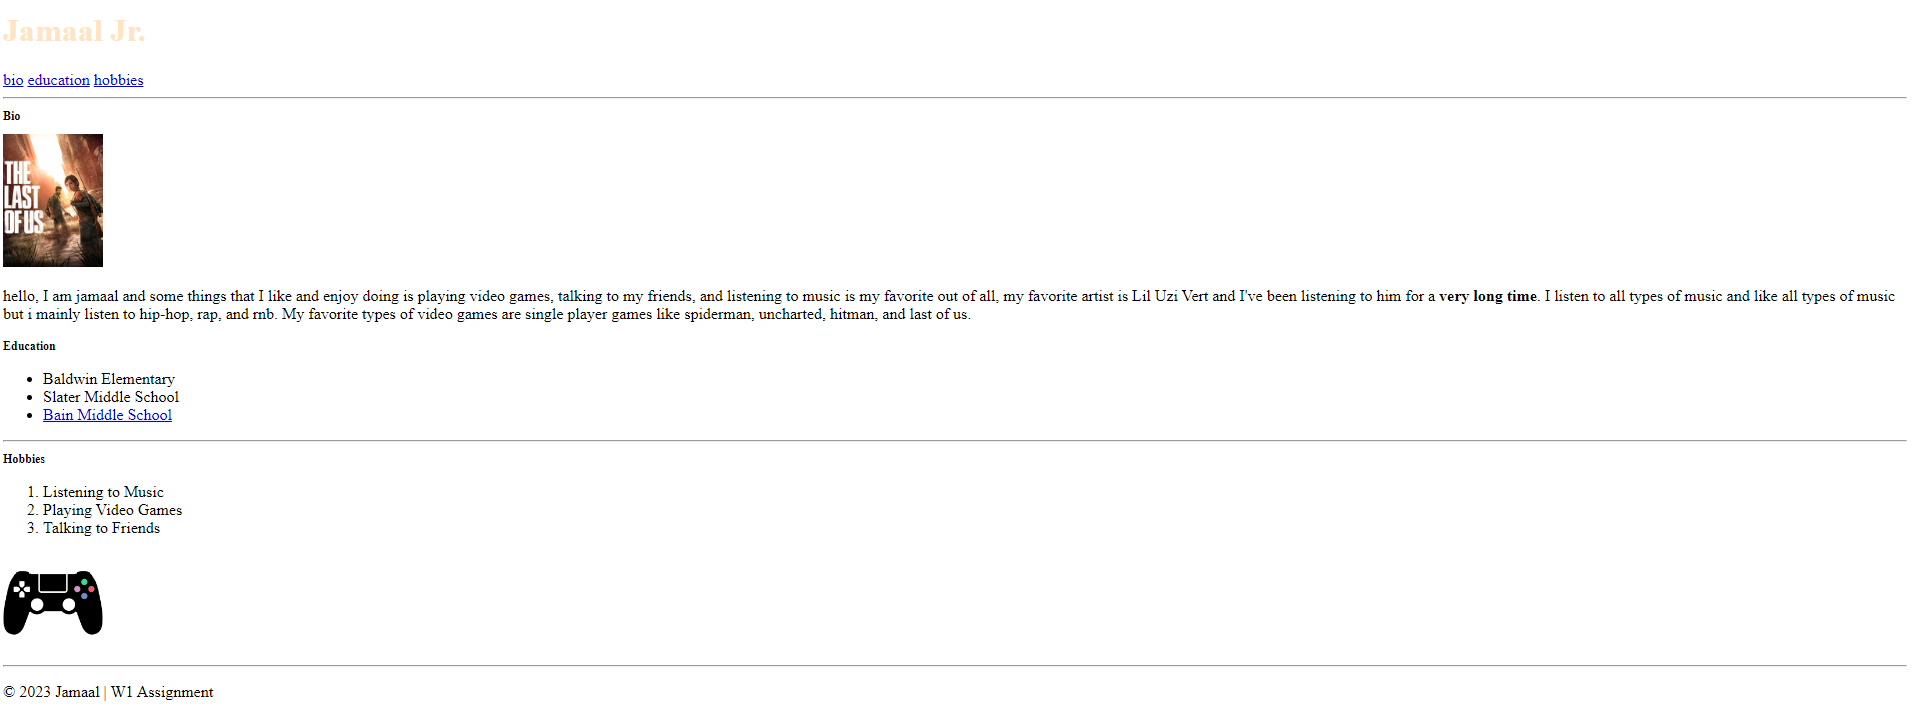 Jamaal Jr.
bio education hobbies
Bio
THE
LAST
OF US
hello, I am jamaal and some things that I like and enjoy doing is playing video games, talking to my friends, and listening to music is my favorite out of all, my favorite artist is Lil Uzi Vert and I've been listening to him for a very long time. I listen to all types of music and like all types of music
but i mainly listen to hip-hop, rap, and rnb. My favorite types of video games are single player games like spiderman, uncharted, hitman, and last of us.
Education
• Baldwin Elementary
• Slater Middle School
• Bain Middle School
Hobbies
1. Listening to Music
2. Playing Video Games
3. Talking to Friends
© 2023 Jamaal | W1 Assignment